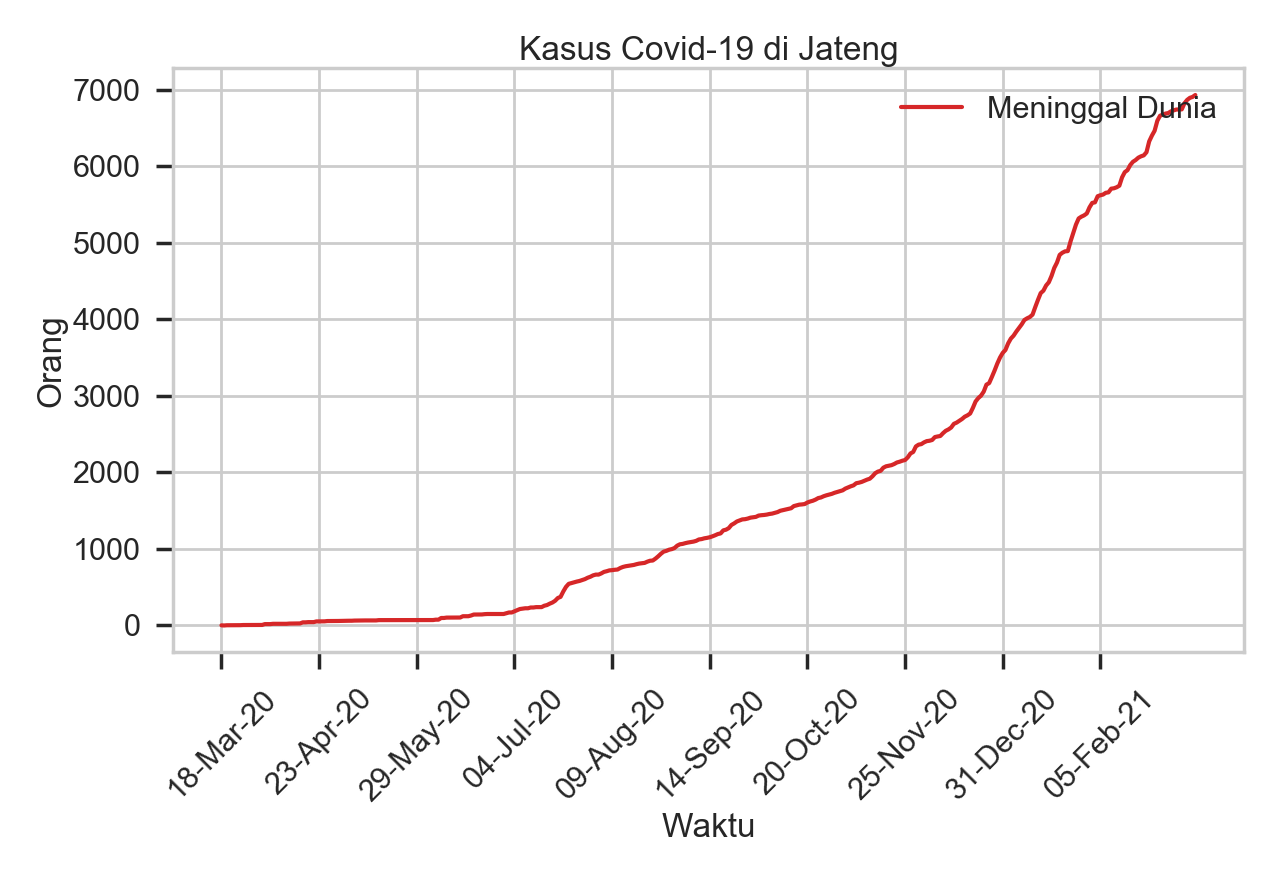 Kasus Covid-19 di Jateng
Meninggal Dunia
Orang
7000
6000
5000
4000
3000
2000
1000
0
18-Mar-20
23-Apr-20
29-May-20
04-Jul-20
09-Aug-20
14-Sep-20
20-Oct-20
25-Nov-20
31-Dec-20
05-Feb-21
Waktu